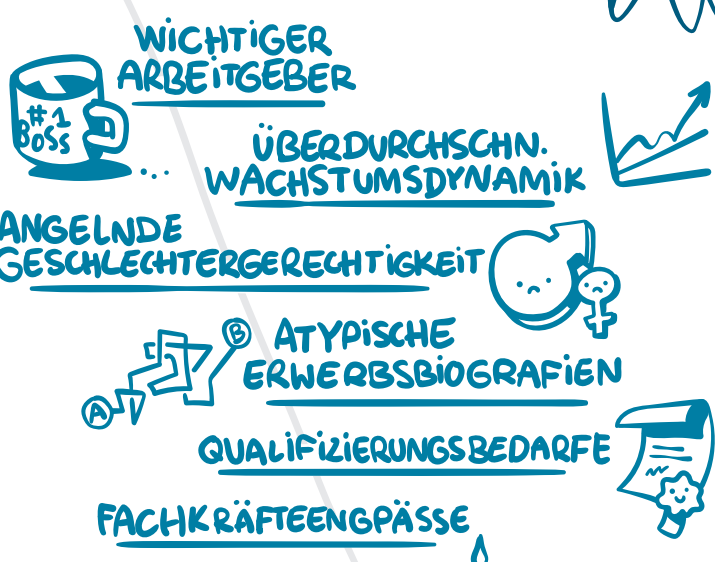 WICHTIGER
ARBEITGEBER
#1
BOSS
ÜBERDURCHSCHN.
WACHSTUMSDYNAMIK
ANGELNDE
GESCHLECHTERGERECHTIGKEIT
B
ATYPISCHE
ERWERBSBIOGRAFIEN
A
QUALIFIZIERUNGSBEDARFE
FACHKRÄFTEENGPÄSSE